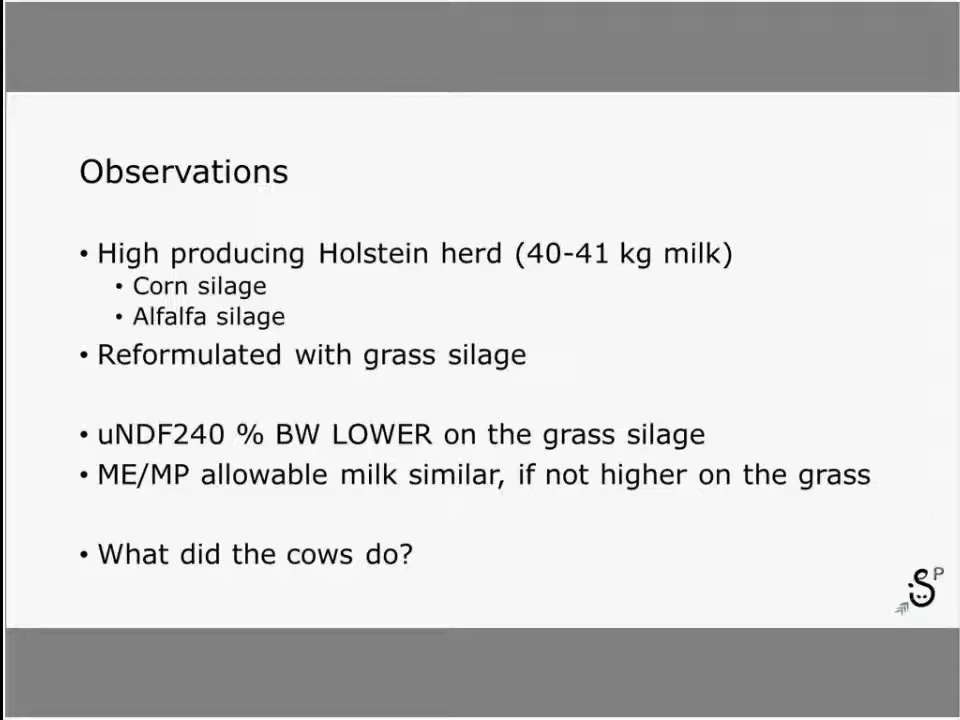 Observations
• High producing Holstein herd (40-41 kg milk)
• Corn silage
• Alfalfa silage
• Reformulated with grass silage
• uNDF240 % BW LOWER on the grass silage
• ME/MP allowable milk similar, if not higher on the grass
• What did the cows do?
S P